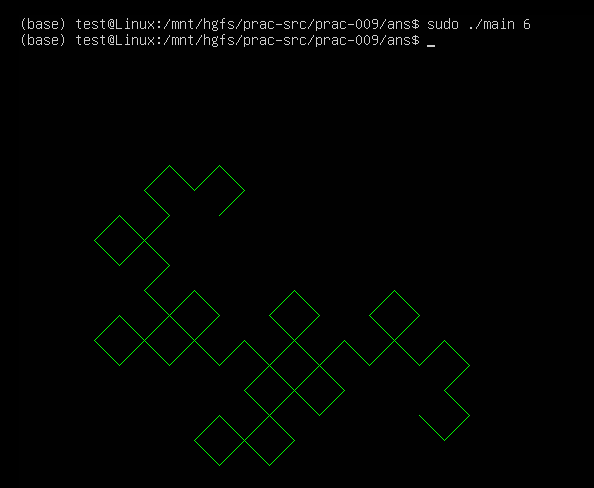 (base) test@Linux:/mnt/hgfs/prac-src/prac-009/ans$ sudo ./main 6
(base) test@Linux:/mnt/hgfs/prac-src/prac-009/ans$ _